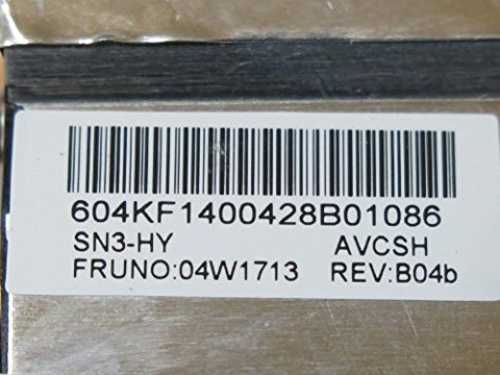 604KF1400428B01086
SN3-HY AVCSH
FRUNO:04W1713 REV:B04b